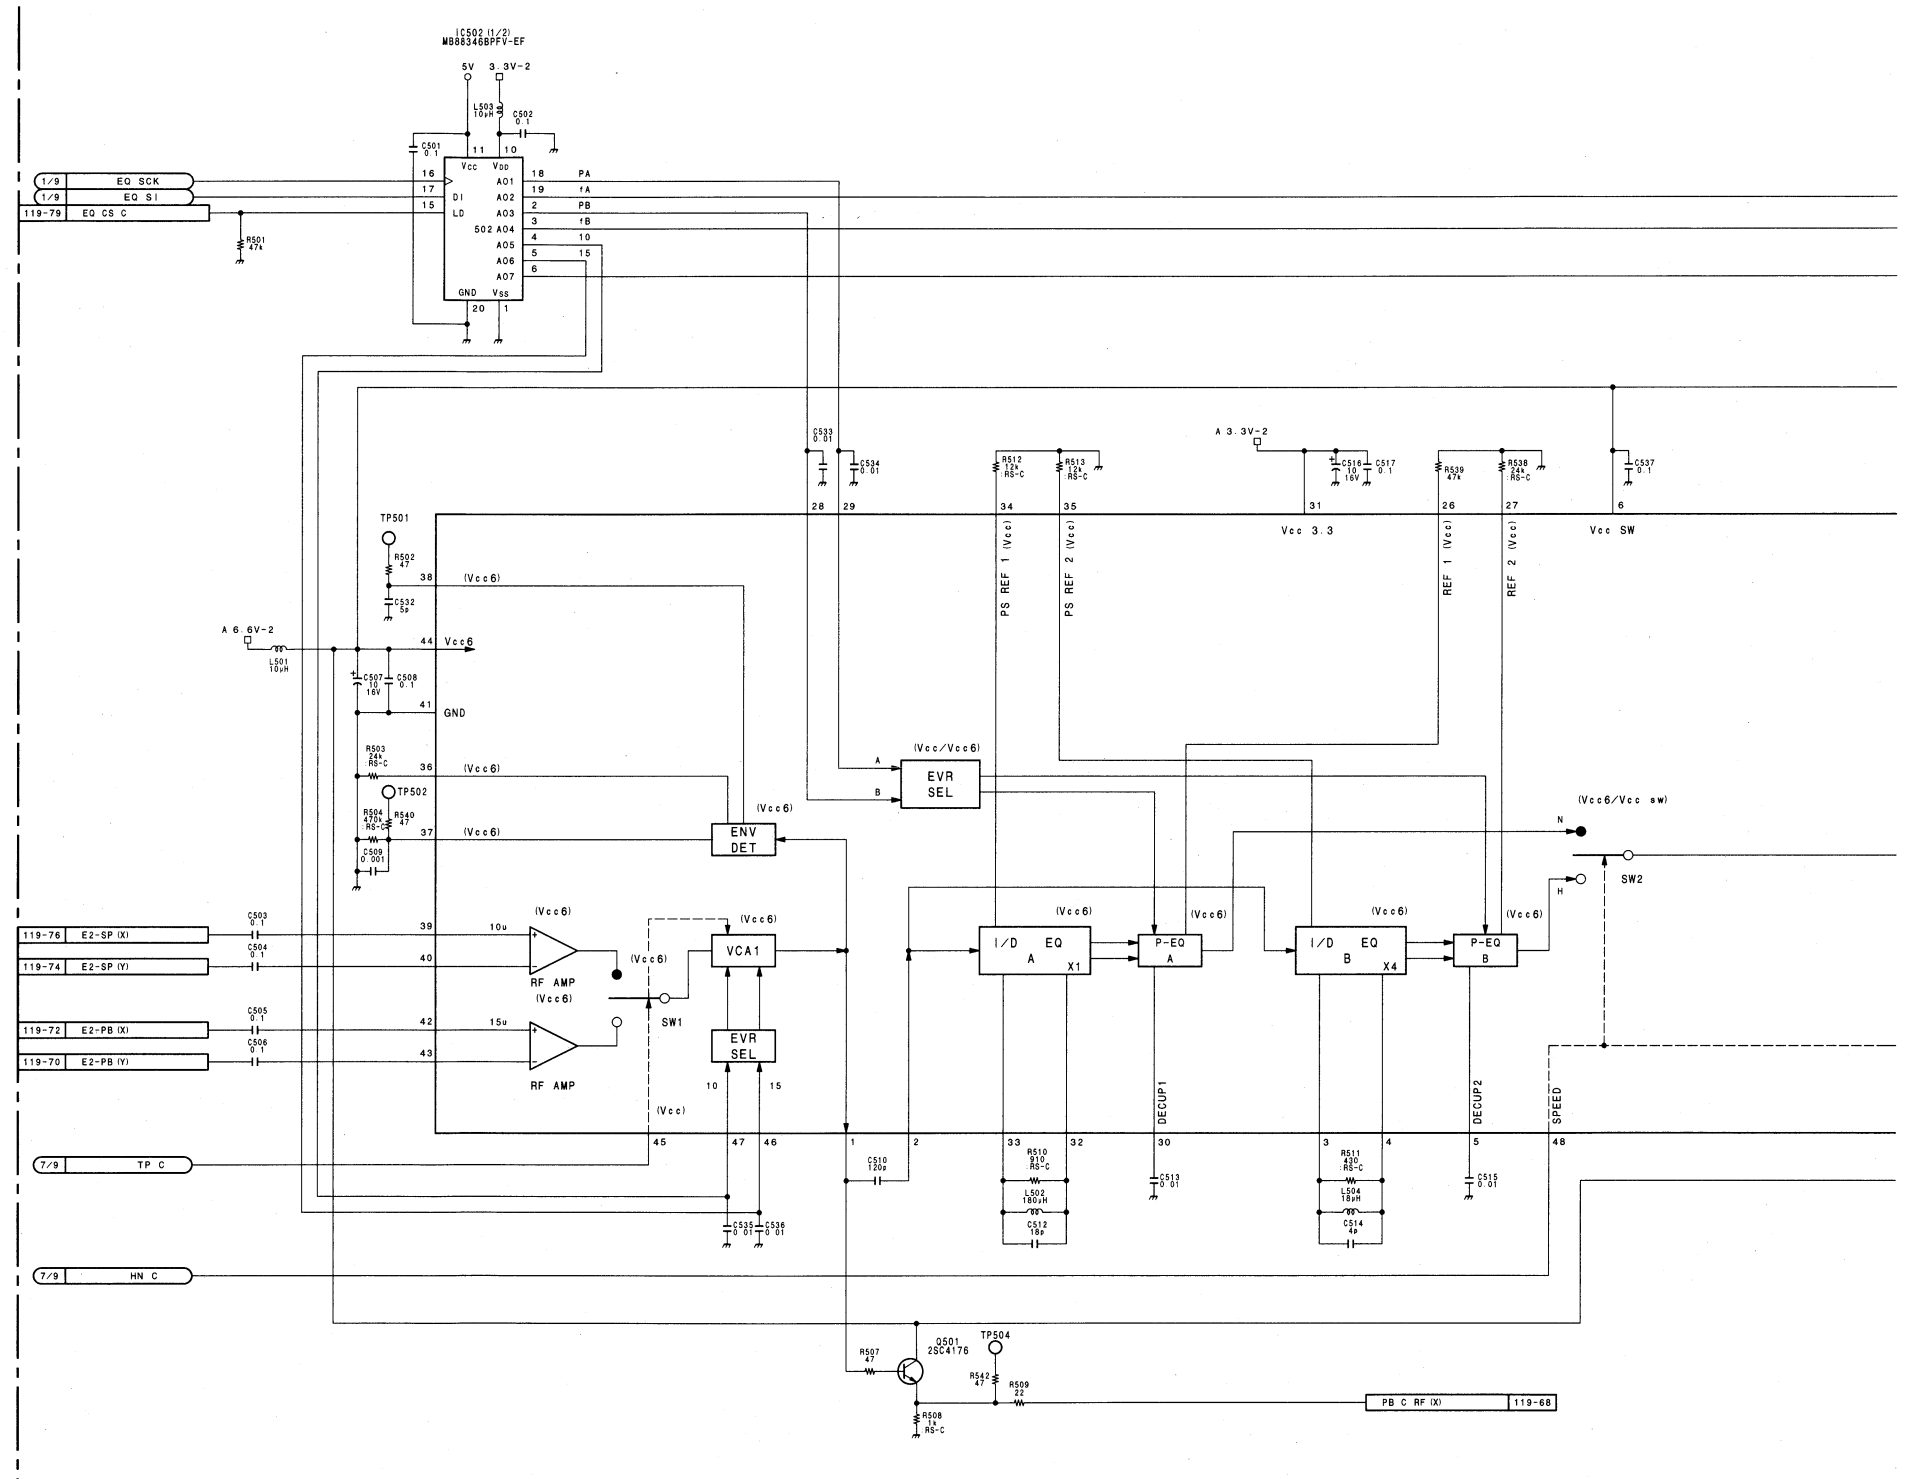 IC502 (1/2)
MB88346BPFV-EF
5V 3.3V-2
L503
10µH
C502
0.1
C501
0.1
11 10
Vcc VDD
1/9 EQ SCK
1/9 EQ SI
119-79 EQ CS C
16
17
15
DI
LD
502
AO1
AO2
AO3
AO4
AO5
AO6
AO7
18 PA
19 fA
2 PB
3 fB
4 10
5 15
6
R501
47k
GND Vss
20 1
C533
0.01
C534
0.01
R512
12k
:RS-C
R513
12k
:RS-C
A 3.3V-2
C516
10
16V
C517
0.1
R539
47k
R538
24k
:RS-C
C537
0.1
28 29 34 35 31 26 27 6
PS REF 1 (Vcc)
PS REF 2 (Vcc)
Vcc 3.3
REF 1 (Vcc)
REF 2 (Vcc)
Vcc SW
TP501
R502
47
38 (Vcc6)
C532
5p
A 6.6V-2
L501
10µH
44 Vcc6
C507
10
16V
C508
0.1
41 GND
R503
24k
:RS-C
36 (Vcc6)
TP502
R504
470k
:RS-C
R540
47
37 (Vcc6)
C509
0.001
(Vcc6)
ENV
DET
(Vcc/Vcc6)
A
B
EVR
SEL
(Vcc6/Vcc sw)
N
H
SW2
119-76 E2-SP (X)
119-74 E2-SP (Y)
119-72 E2-PB (X)
119-70 E2-PB (Y)
C503
0.1
C504
0.1
C505
0.1
C506
0.1
39 10u
40
42 15u
43
(Vcc6)
+
-
RF AMP
(Vcc6)
+
-
RF AMP
(Vcc6)
SW1
(Vcc6)
VCA1
EVR
SEL
10 15
(Vcc)
(Vcc6)
I/D EQ
A X1
(Vcc6)
P-EQ
A
(Vcc6)
I/D EQ
B X4
(Vcc6)
P-EQ
B
DECUP1
DECUP2
SPEED
45 47 46 1 2 33 32 30 3 4 5 48
7/9 TP C
C510
120p
R510
910
:RS-C
L502
180µH
C512
18p
C513
0.01
R511
430
:RS-C
L504
18µH
C514
4p
C515
0.01
C535
0.01
C536
0.01
7/9 HN C
Q501
2SC4176
TP504
R507
47
R542
47
R509
22
R508
1k
:RS-C
PB C RF (X) 119-68